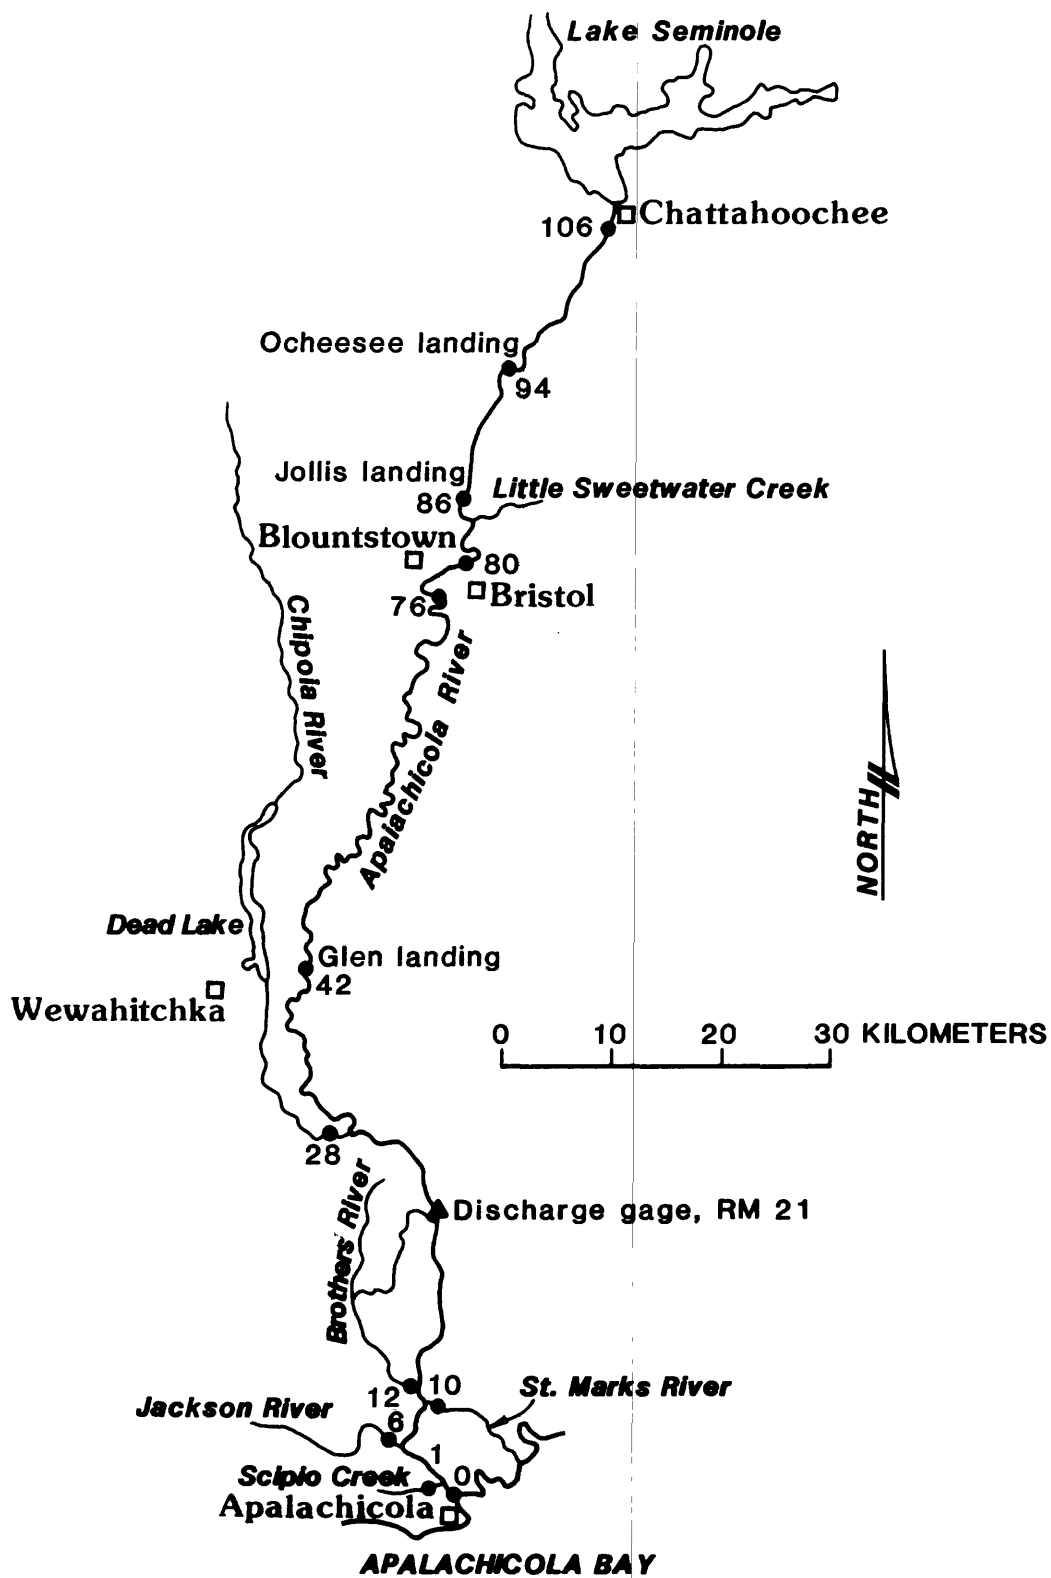 Lake Seminole
Chattahoochee
106
Ocheesee landing
94
Jollis landing
86
Little Sweetwater Creek
Blountstown
80
76
Bristol
Chipola River
Apalachicola River
NORTH
Dead Lake
Glen landing
42
Wewahitchka
0 10 20 30 KILOMETERS
28
Brothers' River
Discharge gage, RM 21
12
10
St. Marks River
Jackson River
6
1
Scipio Creek
0
Apalachicola
APALACHICOLA BAY